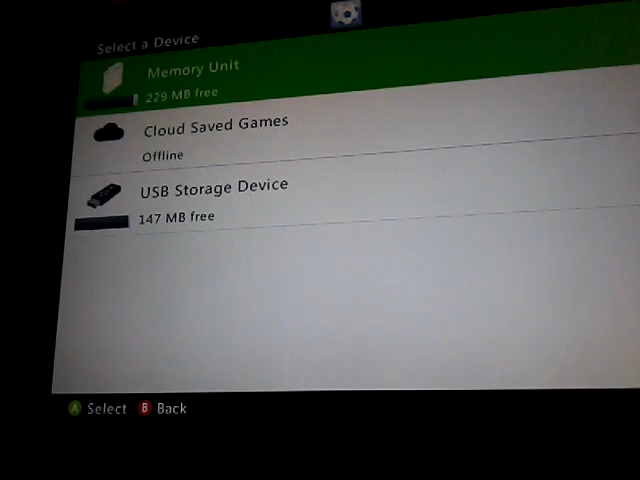 Select a Device
Memory Unit
229 MB free
Cloud Saved Games
Offline
USB Storage Device
147 MB free
A Select B Back